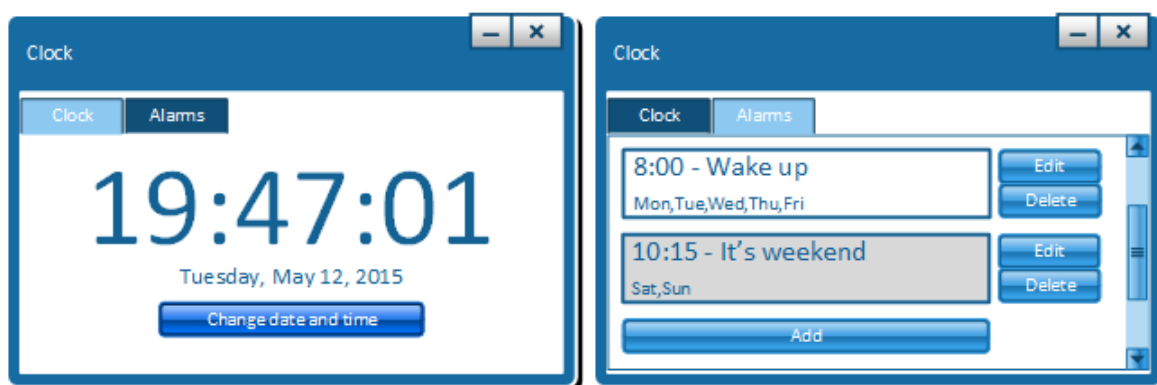 Clock
Clock Alarms
19:47:01
Tuesday, May 12, 2015
Change date and time
Clock
Clock Alarms
8:00 - Wake up
Mon,Tue,Wed,Thu,Fri
Edit
Delete
10:15 - It's weekend
Sat,Sun
Edit
Delete
Add